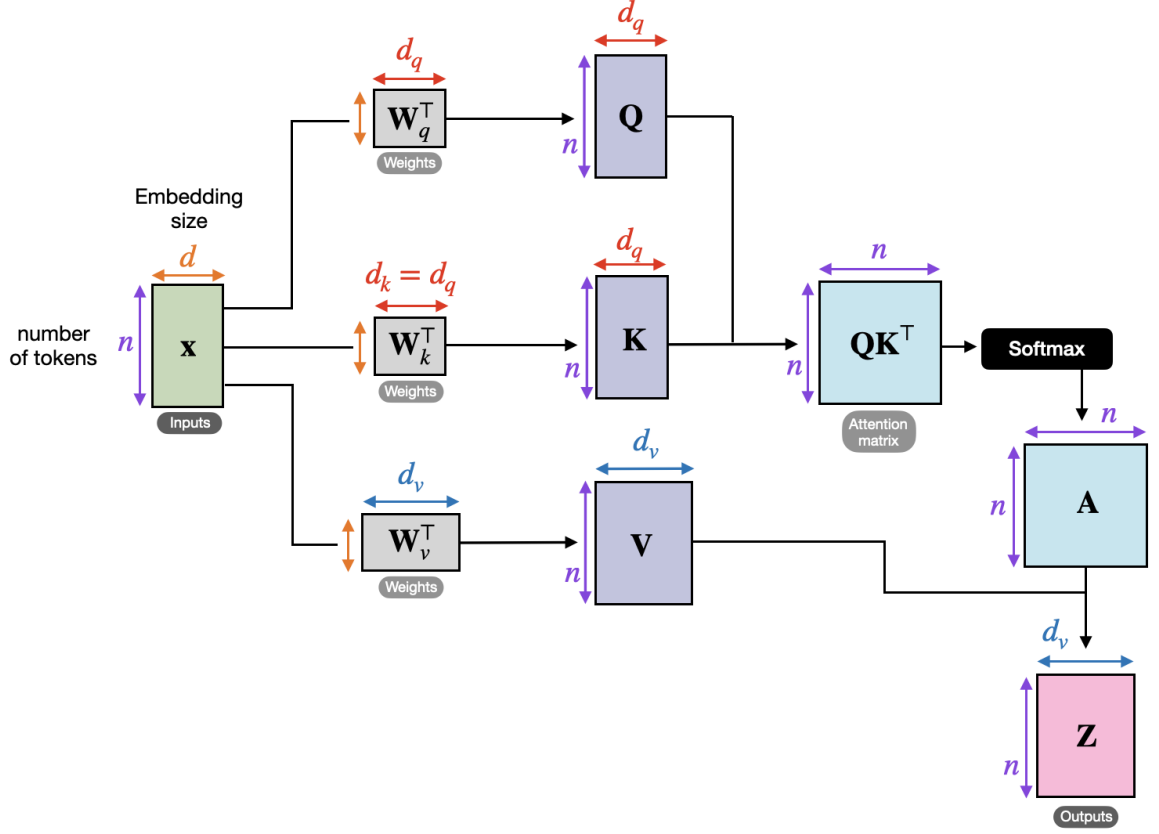 d_q
Q
n
d_q
W_q^⊤
Weights
Embedding
size
d
n
x
Inputs
number
of tokens
d_k = d_q
W_k^⊤
Weights
d_q
K
n
n
QK^⊤
n
Attention
matrix
Softmax
d_v
W_v^⊤
Weights
d_v
V
n
n
A
n
d_v
Z
n
Outputs